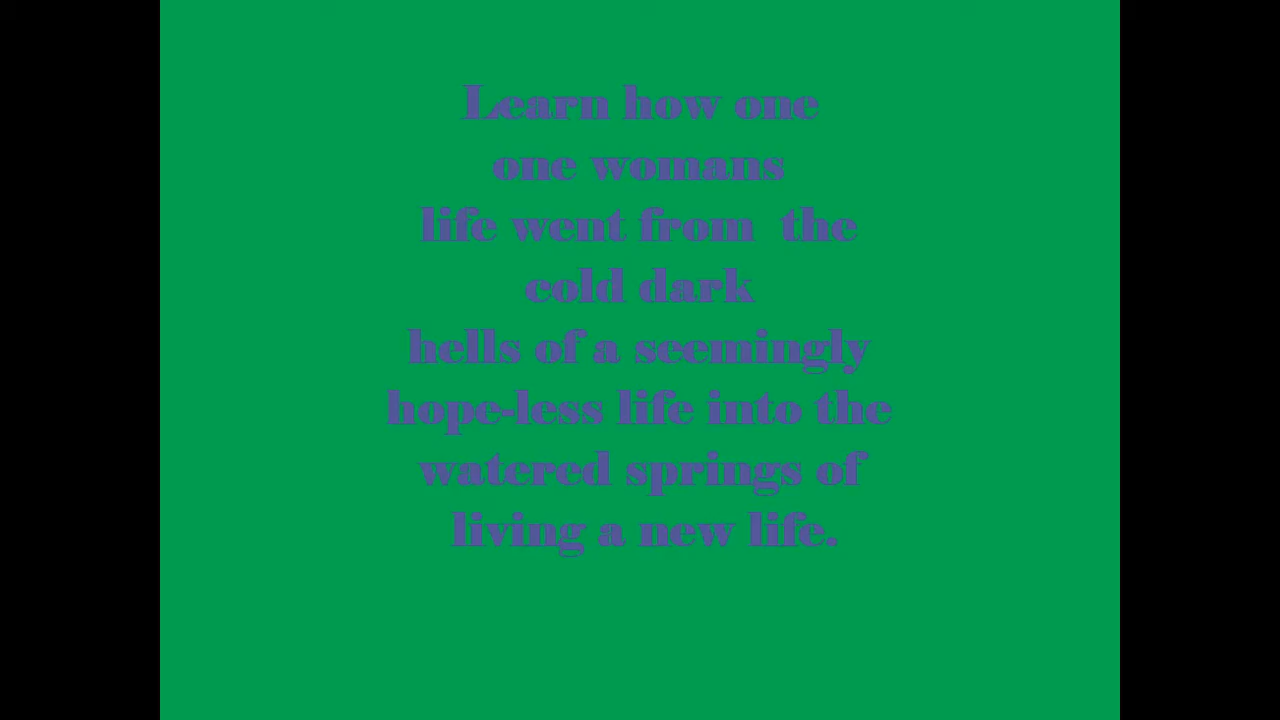 Learn how one
one womans
life went from  the
cold dark
hells of a seemingly
hope-less life into the
watered springs of
living a new life.